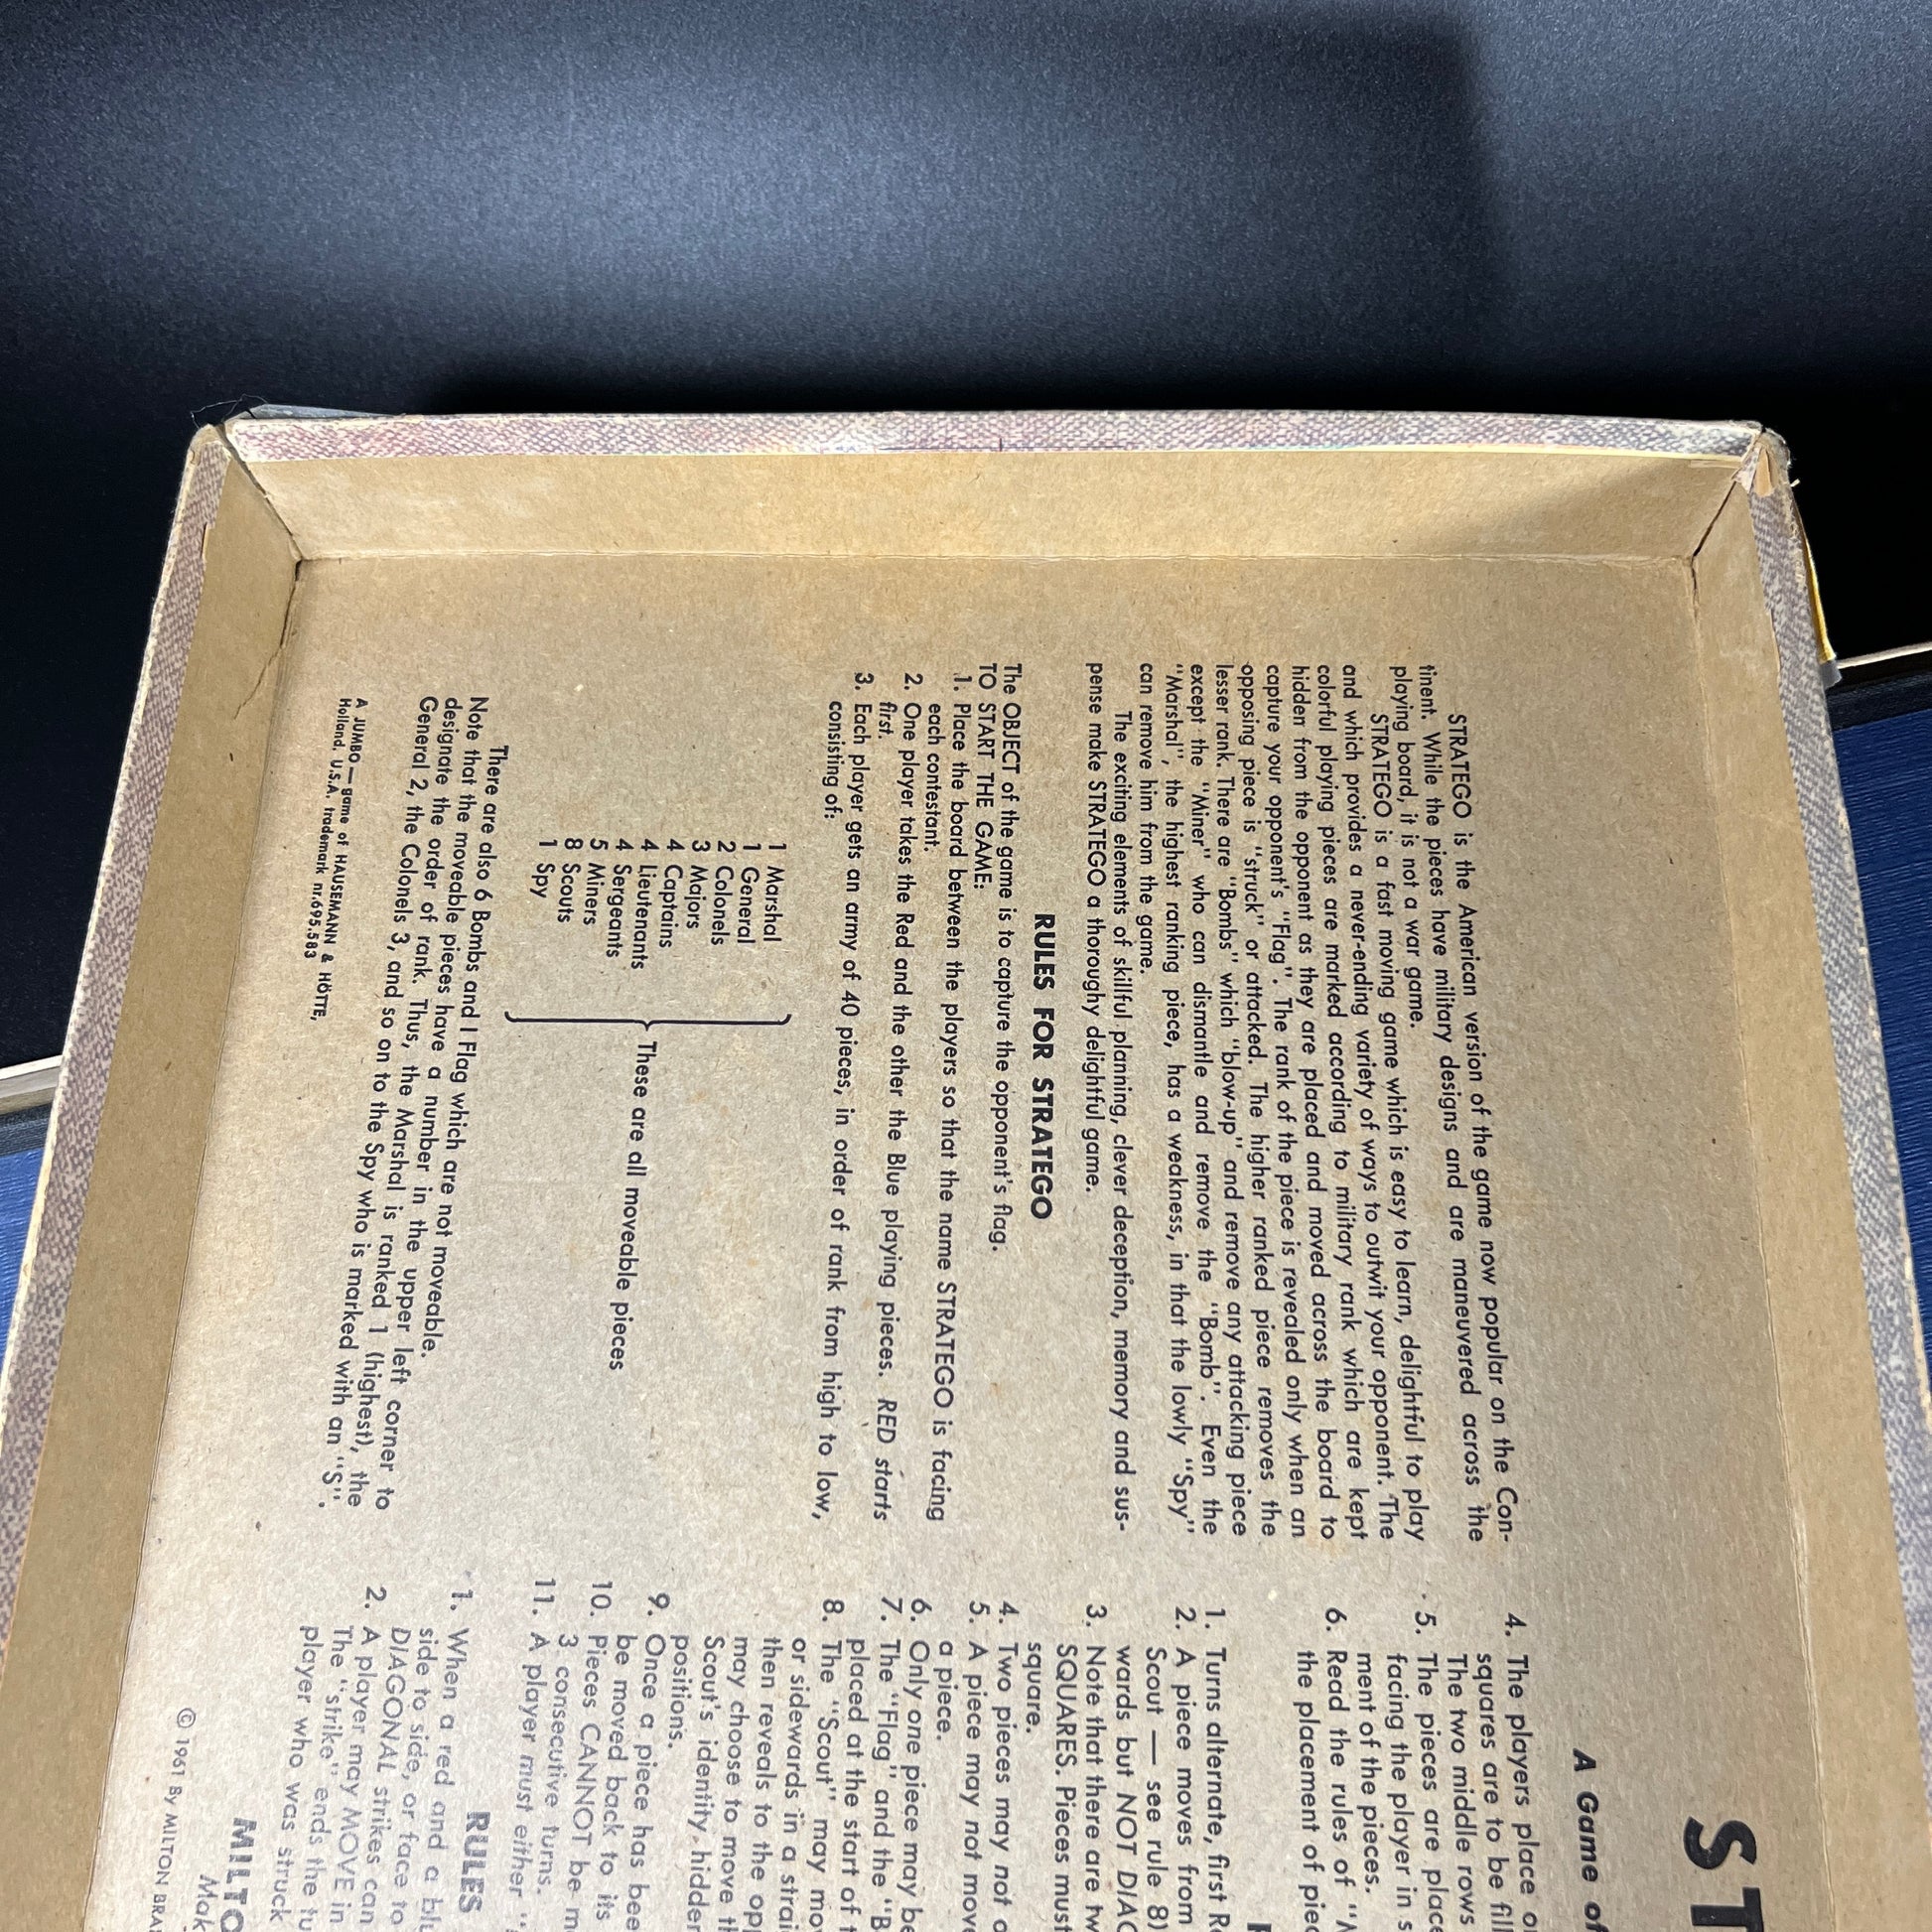 ST
A Game of
STRATEGO is the American version of the game now popular on the Con-
tinent. While the pieces have military designs and are maneuvered across the
playing board, it is not a war game.
STRATEGO is a fast moving game which is easy to learn, delightful to play
and which provides a never-ending variety of ways to outwit your opponent. The
colorful playing pieces are marked according to military rank which are kept
hidden from the opponent as they are placed and moved across the board to
capture your opponent's "Flag". The rank of the piece is revealed only when an
opposing piece is "struck" or attacked. The higher ranked piece removes the
lesser rank. There are "Bombs" which "blow-up" and remove any attacking piece
except the "Miner" who can dismantle and remove the "Bomb". Even the
"Marshal", the highest ranking piece, has a weakness, in that the lowly "Spy"
can remove him from the game.
The exciting elements of skillful planning, clever deception, memory and sus-
pense make STRATEGO a thoroughy delightful game.
RULES FOR STRATEGO
The OBJECT of the game is to capture the opponent's flag.
TO START THE GAME:
1. Place the board between the players so that the name STRATEGO is facing
each contestant.
2. One player takes the Red and the other the Blue playing pieces. RED starts
first.
3. Each player gets an army of 40 pieces, in order of rank from high to low,
consisting of:
1 Marshal
1 General
2 Colonels
3 Majors
4 Captains
4 Lieutenants
4 Sergeants
5 Miners
8 Scouts
1 Spy
These are all moveable pieces
There are also 6 Bombs and I Flag which are not moveable.
Note that the moveable pieces have a number in the upper left corner to
designate the order of rank. Thus, the Marshal is ranked 1 (highest), the
General 2, the Colonels 3, and so on to the Spy who is marked with an "S".
A JUMBO — game of HAUSEMANN & HÖTTE,
Holland. U.S.A. trademark nr.695.583
4. The players place o
squares are to be fill
The two middle rows
5. The pieces are place
facing the player in s
ment of the pieces.
6. Read the rules of "M
the placement of piec
1. Turns alternate, first R
2. A piece moves from
Scout — see rule 8)
wards but NOT DIAG
3. Note that there are tw
SQUARES. Pieces must
square.
4. Two pieces may not o
5. A piece may not mov
a piece.
6. Only one piece may be
7. The "Flag" and the "B
placed at the start of t
8. The "Scout" may mov
or sidewards in a strai
then reveals to the op
may choose to move th
Scout's identity hidden
positions.
9. Once a piece has bee
be moved back to its
10. Pieces CANNOT be m
3 consecutive turns.
11. A player must either "
RULES
1. When a red and a blu
side to side, or face to
DIAGONAL strikes can
2. A player may MOVE in
The "strike" ends the tu
player who was struck
MILTO
Mak
© 1961 By MILTON BRA